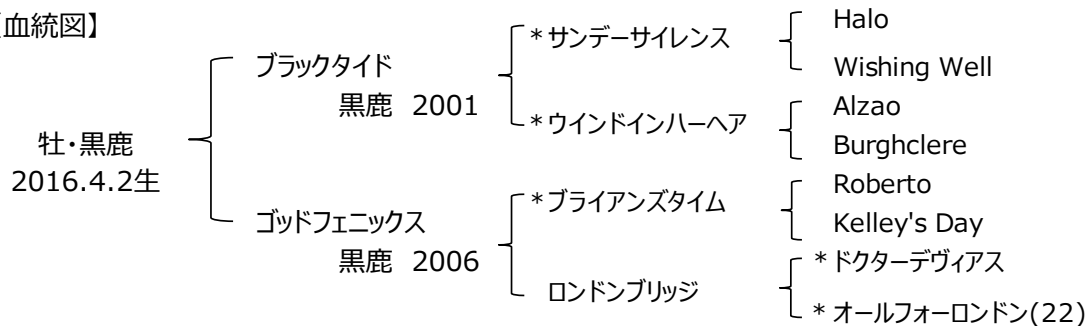 血統図】
牡・黒鹿
2016.4.2生
ブラックタイド
黒鹿 2001
ゴッドフェニックス
黒鹿 2006
*サンデーサイレンス
*ウインドインハーヘア
*ブライアンズタイム
ロンドンブリッジ
Halo
Wishing Well
Alzao
Burghclere
Roberto
Kelley's Day
*ドクターデヴィアス
*オールフォーロンドン(22)